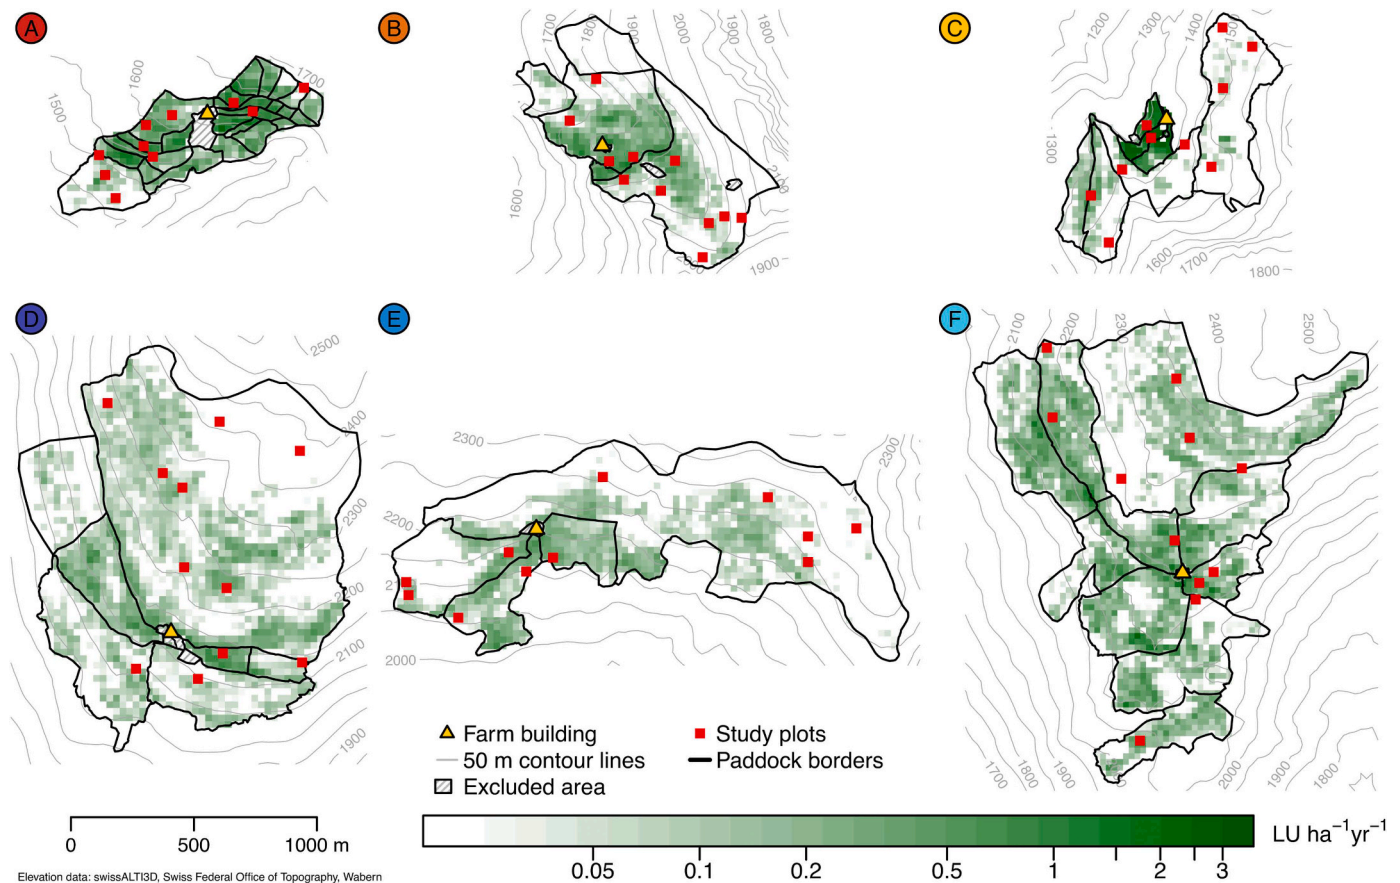 A
B
C
1500
1600
1700
1700
1800
1900
2000
2100
1600
2000
1900
1200
1300
1400
1500
1300
1600
1700
1800
D
E
F
2500
2400
2300
2200
2100
1900
2300
2300
2200
2000
2100
2200
2300
2400
2500
1700
1800
1900
2000
1900
1800
Farm building
Study plots
50 m contour lines
Paddock borders
Excluded area
0 500 1000 m
0.05 0.1 0.2 0.5 1 2 3
LU ha⁻¹yr⁻¹
Elevation data: swissALTI3D, Swiss Federal Office of Topography, Wabern